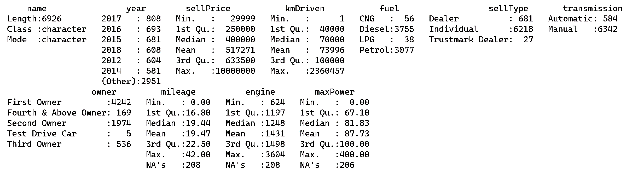 name year sellPrice kmDriven fuel sellType transmission
Length:6926 2017 : 808 Min. : 29999 Min. : 1 CNG : 56 Dealer : 681 Automatic: 584
Class :character 2016 : 693 1st Qu.: 250000 1st Qu.: 40000 Diesel:3755 Individual :6218 Manual :6342
Mode :character 2015 : 681 Median : 400000 Median : 70000 LPG : 38 Trustmark Dealer: 27
2018 : 608 Mean : 517271 Mean : 73996 Petrol:3077
2012 : 604 3rd Qu.: 633500 3rd Qu.: 100000
2014 : 581 Max. :10000000 Max. :2360457
(Other):2951
owner mileage engine maxPower
First Owner :4242 Min. : 0.00 Min. : 624 Min. : 0.00
Fourth & Above Owner: 169 1st Qu.:16.80 1st Qu.:1197 1st Qu.: 67.10
Second Owner :1974 Median :19.44 Median :1248 Median : 81.83
Test Drive Car : 5 Mean :19.47 Mean :1431 Mean : 87.73
Third Owner : 536 3rd Qu.:22.50 3rd Qu.:1498 3rd Qu.:100.00
Max. :42.00 Max. :3604 Max. :400.00
NA's :208 NA's :208 NA's :206